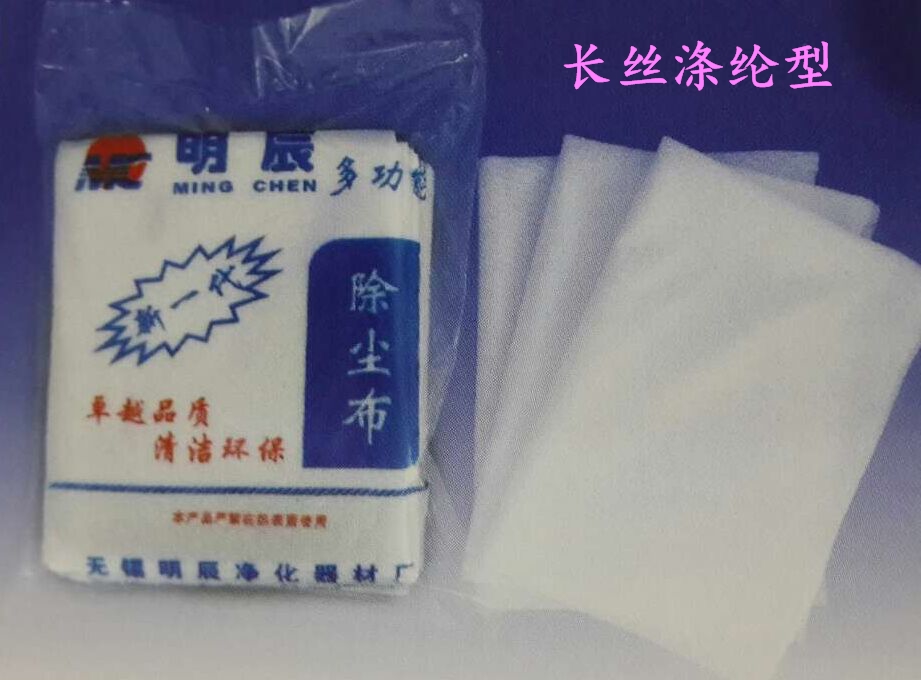 长丝涤纶型
明辰
MING CHEN
多功能
新一代
除尘布
卓越品质
清洁环保
无锡明辰净化器材厂